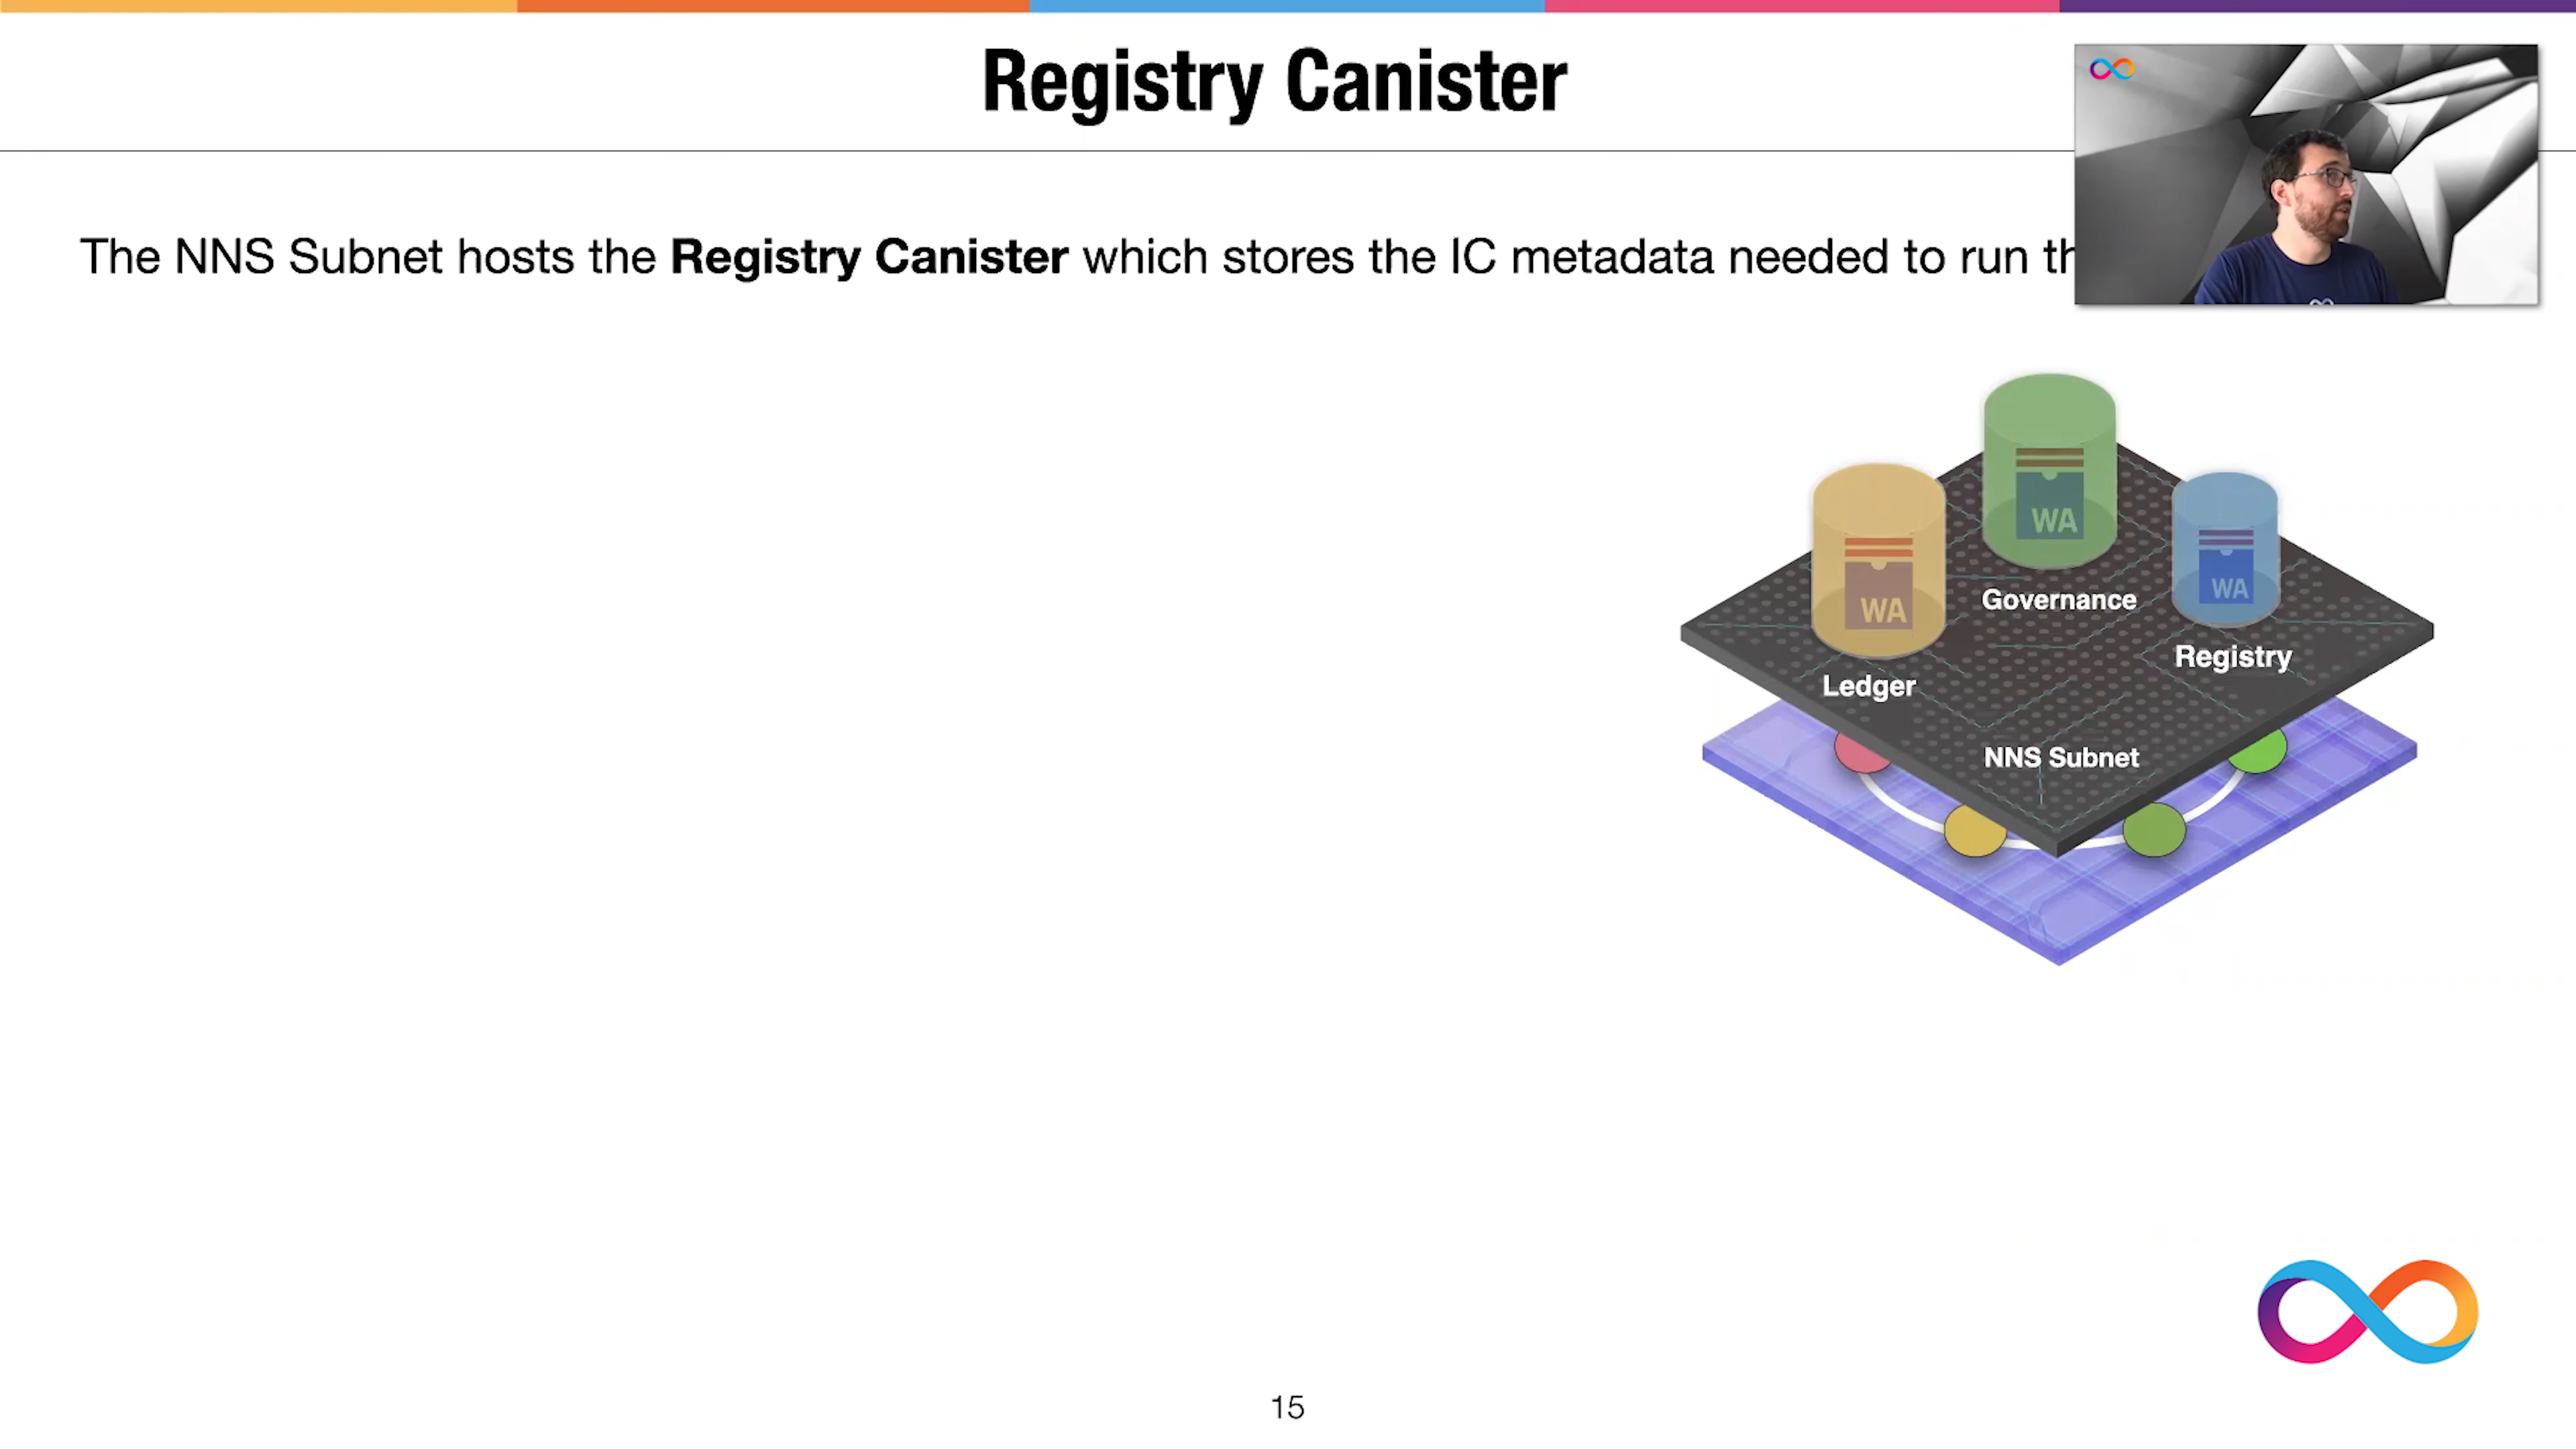 Registry Canister
The NNS Subnet hosts the Registry Canister which stores the IC metadata needed to run
WA
Governance
WA
Ledger
WA
Registry
NNS Subnet
15